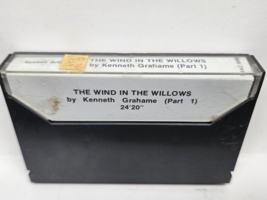 THE WIND IN THE WILLOWS
by Kenneth Grahame (Part 1)
THE WIND IN THE WILLOWS
by Kenneth Grahame (Part 1)
24'20"